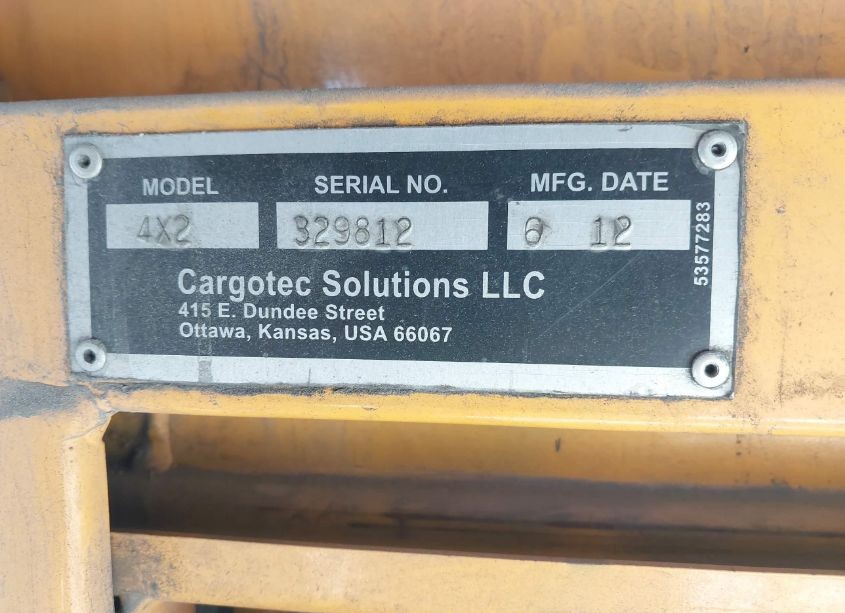 MODEL SERIAL NO. MFG. DATE
4X2 329812 6 12
Cargotec Solutions LLC
415 E. Dundee Street
Ottawa, Kansas, USA 66067
53577283